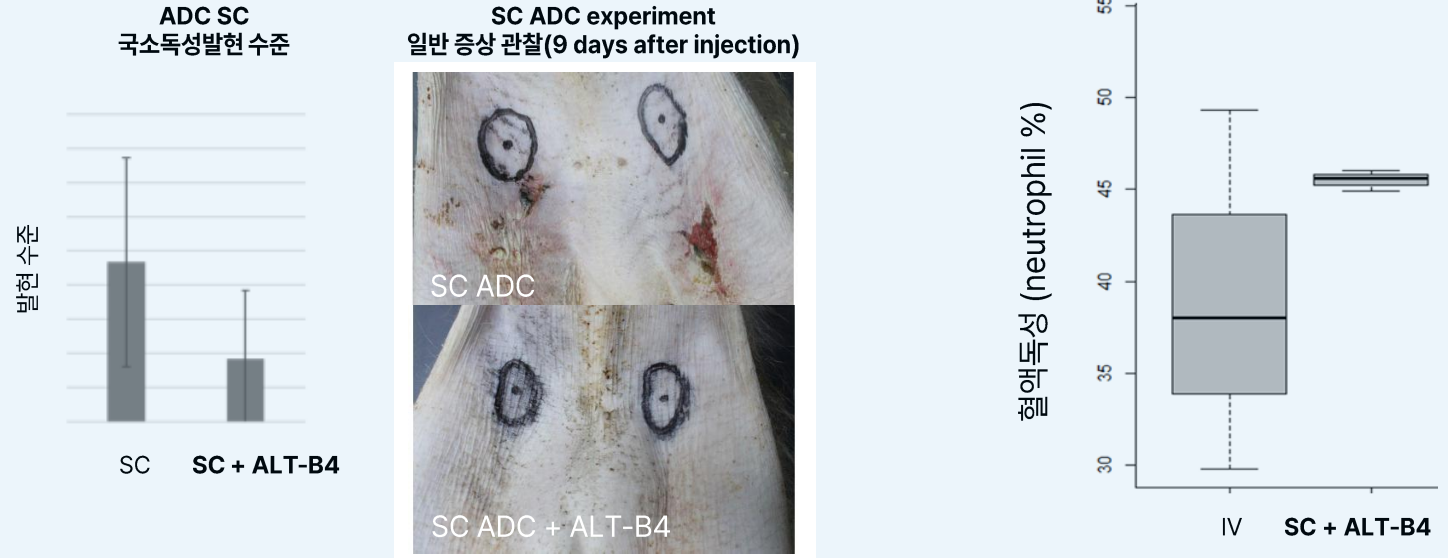 ADC SC
국소독성발현 수준
발현 수준
SC
SC + ALT-B4
SC ADC experiment
일반 증상 관찰(9 days after injection)
SC ADC
SC ADC + ALT-B4
혈액독성 (neutrophil %)
55
50
45
40
35
30
IV
SC + ALT-B4